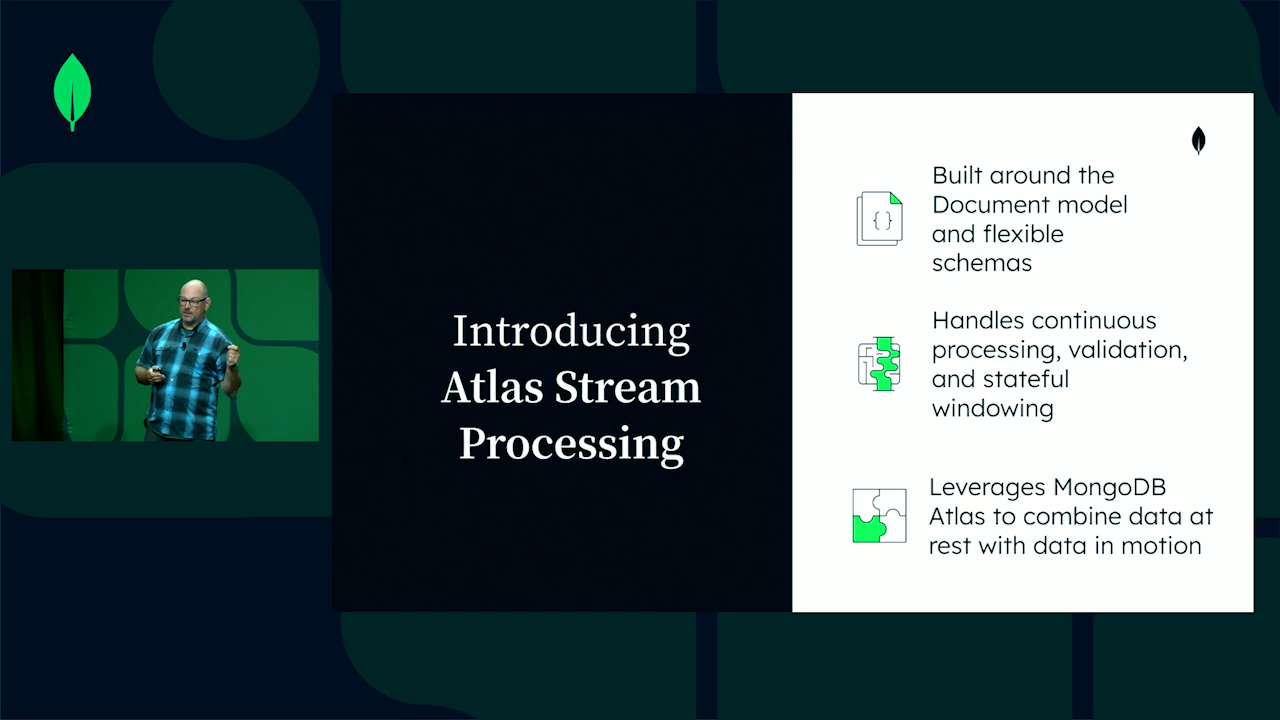 Introducing
Atlas Stream
Processing
Built around the
Document model
and flexible
schemas
Handles continuous
processing, validation,
and stateful
windowing
Leverages MongoDB
Atlas to combine data at
rest with data in motion